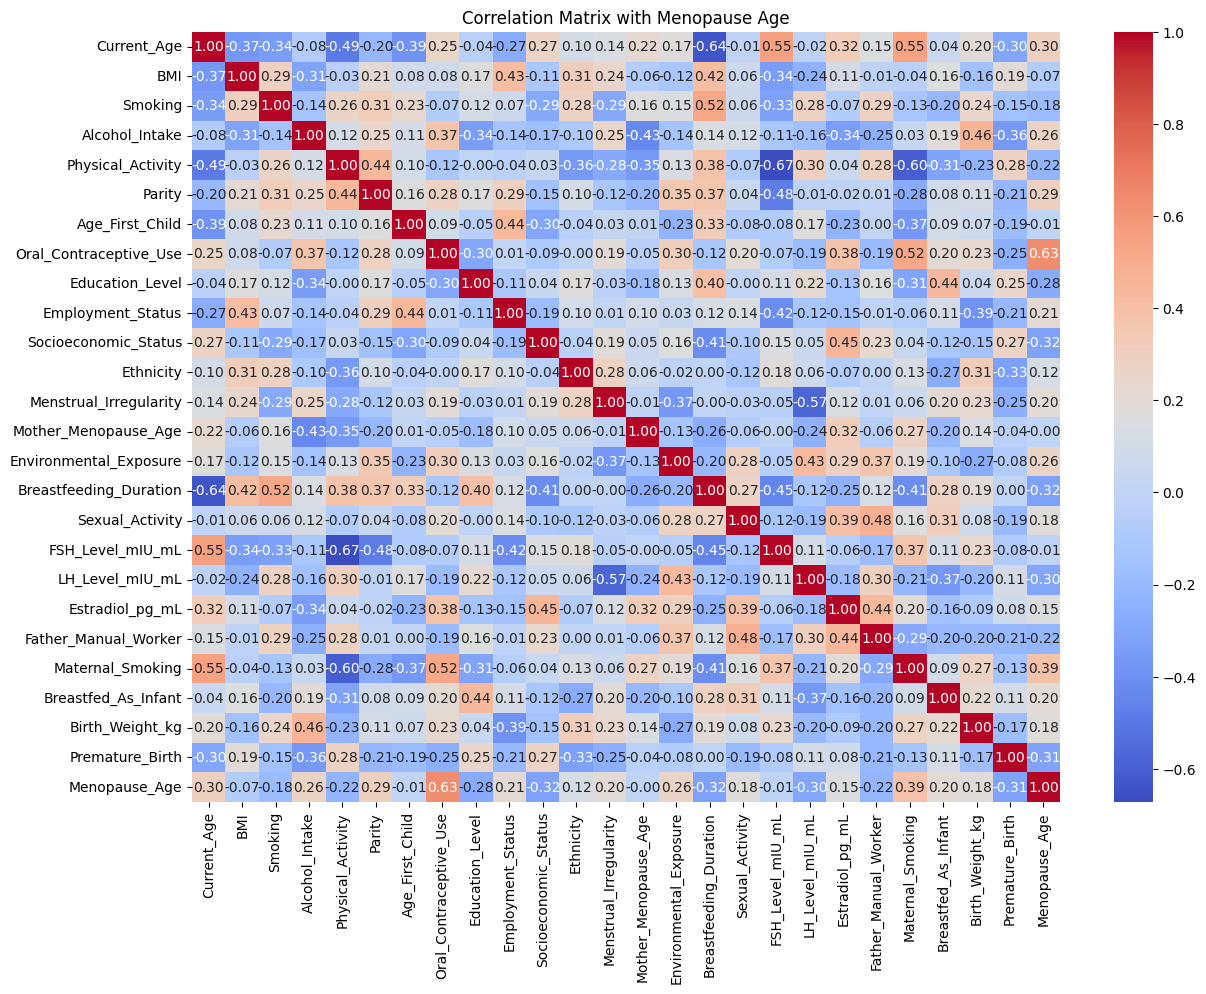 Correlation Matrix with Menopause Age
Current_Age 1.00 -0.37 -0.34 -0.08 -0.49 -0.20 -0.39 0.25 -0.04 -0.27 0.27 0.10 0.14 0.22 0.17 -0.64 -0.01 0.55 -0.02 0.32 0.15 0.55 0.04 0.20 -0.30 0.30
BMI -0.37 1.00 0.29 -0.31 -0.03 0.21 0.08 0.08 0.17 0.43 -0.11 0.31 0.24 -0.06 -0.12 0.42 0.06 -0.34 -0.24 0.11 -0.01 -0.04 0.16 -0.16 0.19 -0.07
Smoking -0.34 0.29 1.00 -0.14 0.26 0.31 0.23 -0.07 0.12 0.07 -0.29 0.28 -0.29 0.16 0.15 0.52 0.06 -0.33 0.28 -0.07 0.29 -0.13 -0.20 0.24 -0.15 -0.18
Alcohol_Intake -0.08 -0.31 -0.14 1.00 0.12 0.25 0.11 0.37 -0.34 -0.14 -0.17 -0.10 0.25 -0.43 -0.14 0.14 0.12 -0.11 -0.16 -0.34 -0.25 0.03 0.19 0.46 -0.36 0.26
Physical_Activity -0.49 -0.03 0.26 0.12 1.00 0.44 0.10 -0.12 -0.00 -0.04 0.03 -0.36 -0.28 -0.35 0.13 0.38 -0.07 -0.67 0.30 0.04 0.28 -0.60 -0.31 -0.23 0.28 -0.22
Parity -0.20 0.21 0.31 0.25 0.44 1.00 0.16 0.28 0.17 0.29 -0.15 0.10 -0.12 -0.20 0.35 0.37 0.04 -0.48 -0.01 -0.02 0.01 -0.28 0.08 0.11 -0.21 0.29
Age_First_Child -0.39 0.08 0.23 0.11 0.10 0.16 1.00 0.09 -0.05 0.44 -0.30 -0.04 0.03 0.01 -0.23 0.33 -0.08 -0.08 0.17 -0.23 0.00 -0.37 0.09 0.07 -0.19 -0.01
Oral_Contraceptive_Use 0.25 0.08 -0.07 0.37 -0.12 0.28 0.09 1.00 -0.30 0.01 -0.09 -0.00 0.19 -0.05 0.30 -0.12 0.20 -0.07 -0.19 0.38 -0.19 0.52 0.20 0.23 -0.25 0.63
Education_Level -0.04 0.17 0.12 -0.34 -0.00 0.17 -0.05 -0.30 1.00 -0.11 0.04 0.17 -0.03 -0.18 0.13 0.40 -0.00 0.11 0.22 -0.13 0.16 -0.31 0.44 0.04 0.25 -0.28
Employment_Status -0.27 0.43 0.07 -0.14 -0.04 0.29 0.44 0.01 -0.11 1.00 -0.19 0.10 0.01 0.10 0.03 0.12 0.14 -0.42 -0.12 -0.15 -0.01 -0.06 0.11 -0.39 -0.21 0.21
Socioeconomic_Status 0.27 -0.11 -0.29 -0.17 0.03 -0.15 -0.30 -0.09 0.04 -0.19 1.00 -0.04 0.19 0.05 0.16 -0.41 -0.10 0.15 0.05 0.45 0.23 0.04 -0.12 -0.15 0.27 -0.32
Ethnicity 0.10 0.31 0.28 -0.10 -0.36 0.10 -0.04 -0.00 0.17 0.10 -0.04 1.00 0.28 0.06 -0.02 0.00 -0.12 0.18 0.06 -0.07 0.00 0.13 -0.27 0.31 -0.33 0.12
Menstrual_Irregularity 0.14 0.24 -0.29 0.25 -0.28 -0.12 0.03 0.19 -0.03 0.01 0.19 0.28 1.00 -0.01 -0.37 -0.00 -0.03 -0.05 -0.57 0.12 0.01 0.06 0.20 0.23 -0.25 0.20
Mother_Menopause_Age 0.22 -0.06 0.16 -0.43 -0.35 -0.20 0.01 -0.05 -0.18 0.10 0.05 0.06 -0.01 1.00 -0.13 -0.26 -0.06 -0.00 -0.24 0.32 -0.06 0.27 -0.20 0.14 -0.04 -0.00
Environmental_Exposure 0.17 -0.12 0.15 -0.14 0.13 0.35 -0.23 0.30 0.13 0.03 0.16 -0.02 -0.37 -0.13 1.00 -0.20 0.28 -0.05 0.43 0.29 0.37 0.19 -0.10 -0.27 -0.08 0.26
Breastfeeding_Duration -0.64 0.42 0.52 0.14 0.38 0.37 0.33 -0.12 0.40 0.12 -0.41 0.00 -0.00 -0.26 -0.20 1.00 0.27 -0.45 -0.12 -0.25 0.12 -0.41 0.28 0.19 0.00 -0.32
Sexual_Activity -0.01 0.06 0.06 0.12 -0.07 0.04 -0.08 0.20 -0.00 0.14 -0.10 -0.12 -0.03 -0.06 0.28 0.27 1.00 -0.12 -0.19 0.39 0.48 0.16 0.31 0.08 -0.19 0.18
FSH_Level_mIU_mL 0.55 -0.34 -0.33 -0.11 -0.67 -0.48 -0.08 -0.07 0.11 -0.42 0.15 0.18 -0.05 -0.00 -0.05 -0.45 -0.12 1.00 0.11 -0.06 -0.17 0.37 0.11 0.23 -0.08 -0.01
LH_Level_mIU_mL -0.02 -0.24 0.28 -0.16 0.30 -0.01 0.17 -0.19 0.22 -0.12 0.05 0.06 -0.57 -0.24 0.43 -0.12 -0.19 0.11 1.00 -0.18 0.30 -0.21 -0.37 -0.20 0.11 -0.30
Estradiol_pg_mL 0.32 0.11 -0.07 -0.34 0.04 -0.02 -0.23 0.38 -0.13 -0.15 0.45 -0.07 0.12 0.32 0.29 -0.25 0.39 -0.06 -0.18 1.00 0.44 0.20 -0.16 -0.09 0.08 0.15
Father_Manual_Worker 0.15 -0.01 0.29 -0.25 0.28 0.01 0.00 -0.19 0.16 -0.01 0.23 0.00 0.01 -0.06 0.37 0.12 0.48 -0.17 0.30 0.44 1.00 -0.29 -0.20 -0.20 -0.21 -0.22
Maternal_Smoking 0.55 -0.04 -0.13 0.03 -0.60 -0.28 -0.37 0.52 -0.31 -0.06 0.04 0.13 0.06 0.27 0.19 -0.41 0.16 0.37 -0.21 0.20 -0.29 1.00 0.09 0.27 -0.13 0.39
Breastfed_As_Infant 0.04 0.16 -0.20 0.19 -0.31 0.08 0.09 0.20 0.44 0.11 -0.12 -0.27 0.20 -0.20 -0.10 0.28 0.31 0.11 -0.37 -0.16 -0.20 0.09 1.00 0.22 0.11 0.20
Birth_Weight_kg 0.20 -0.16 0.24 0.46 -0.23 0.11 0.07 0.23 0.04 -0.39 -0.15 0.31 0.23 0.14 -0.27 0.19 0.08 0.23 -0.20 -0.09 -0.20 0.27 0.22 1.00 -0.17 0.18
Premature_Birth -0.30 0.19 -0.15 -0.36 0.28 -0.21 -0.19 -0.25 0.25 -0.21 0.27 -0.33 -0.25 -0.04 -0.08 0.00 -0.19 -0.08 0.11 0.08 -0.21 -0.13 0.11 -0.17 1.00 -0.31
Menopause_Age 0.30 -0.07 -0.18 0.26 -0.22 0.29 -0.01 0.63 -0.28 0.21 -0.32 0.12 0.20 -0.00 0.26 -0.32 0.18 -0.01 -0.30 0.15 -0.22 0.39 0.20 0.18 -0.31 1.00
Current_Age
BMI
Smoking
Alcohol_Intake
Physical_Activity
Parity
Age_First_Child
Oral_Contraceptive_Use
Education_Level
Employment_Status
Socioeconomic_Status
Ethnicity
Menstrual_Irregularity
Mother_Menopause_Age
Environmental_Exposure
Breastfeeding_Duration
Sexual_Activity
FSH_Level_mIU_mL
LH_Level_mIU_mL
Estradiol_pg_mL
Father_Manual_Worker
Maternal_Smoking
Breastfed_As_Infant
Birth_Weight_kg
Premature_Birth
Menopause_Age
1.0
0.8
0.6
0.4
0.2
0.0
−0.2
−0.4
−0.6